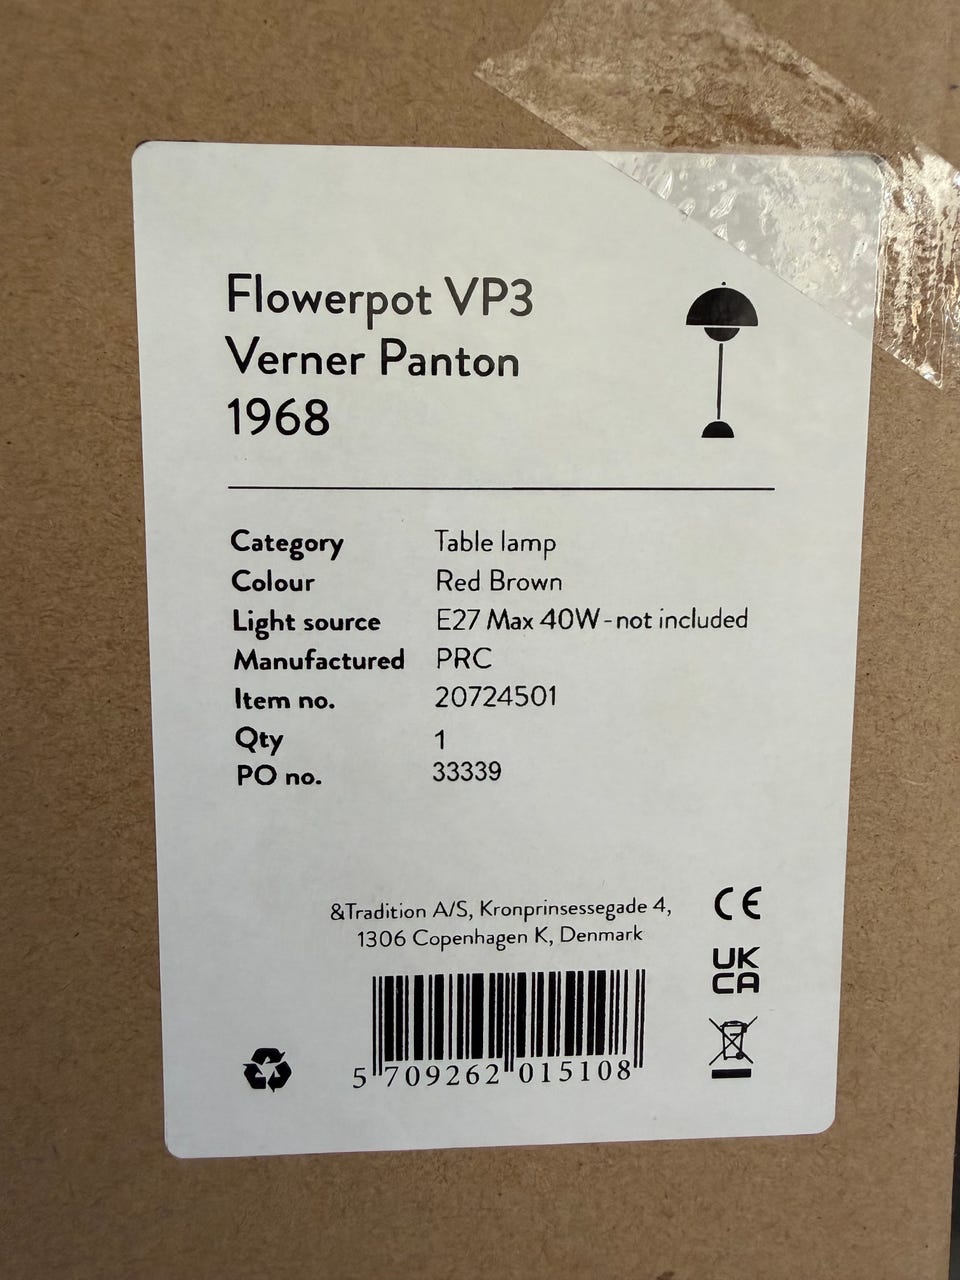 Flowerpot VP3
Verner Panton
1968
Category Table lamp
Colour Red Brown
Light source E27 Max 40W - not included
Manufactured PRC
Item no. 20724501
Qty 1
PO no. 33339
&Tradition A/S, Kronprinsessegade 4,
1306 Copenhagen K, Denmark
CE
UK
CA
5 709262 015108